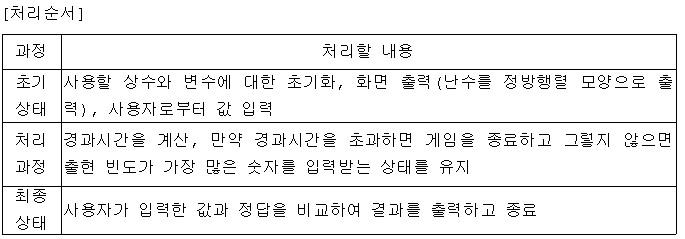 [처리순서]
과정 처리할 내용
초기 사용할 상수와 변수에 대한 초기화, 화면 출력(난수를 정방행렬 모양으로 출
상태 력), 사용자로부터 값 입력
처리 경과시간을 계산, 만약 경과시간을 초과하면 게임을 종료하고 그렇지 않으면
과정 출현 빈도가 가장 많은 숫자를 입력받는 상태를 유지
최종
상태 사용자가 입력한 값과 정답을 비교하여 결과를 출력하고 종료